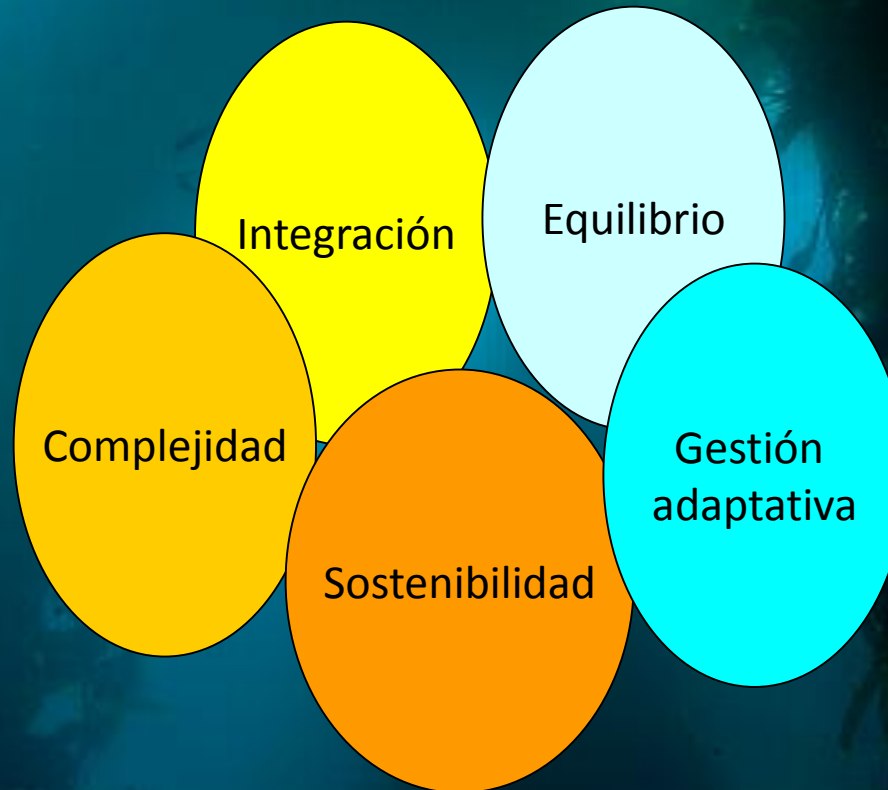 Integración
Equilibrio
Complejidad
Gestión
adaptativa
Sostenibilidad